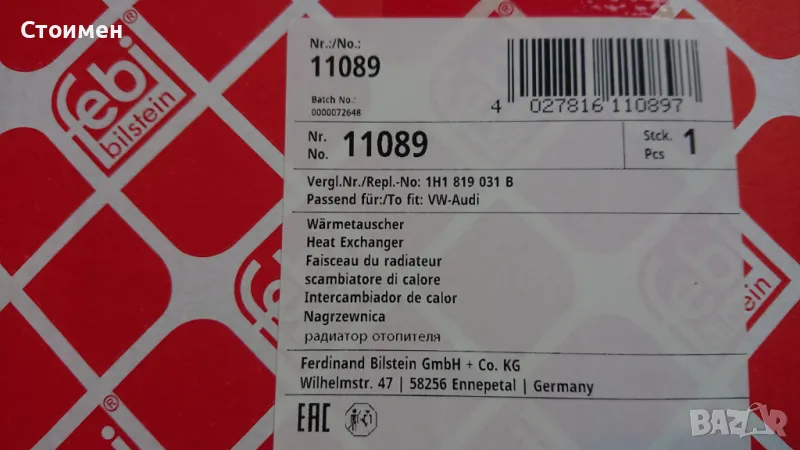 Стоимен
febi
bilstein
®
Nr.:/No.:
11089
Batch No.:
0000072648
4 027816 110897
Nr.
No. 11089
Stck.
Pcs 1
Vergl.Nr./Repl.-No: 1H1 819 031 B
Passend für:/To fit: VW-Audi
Wärmetauscher
Heat Exchanger
Faisceau du radiateur
scambiatore di calore
Intercambiador de calor
Nagrzewnica
радиатор отопителя
Ferdinand Bilstein GmbH + Co. KG
Wilhelmstr. 47 | 58256 Ennepetal | Germany
EAC
BAZAR